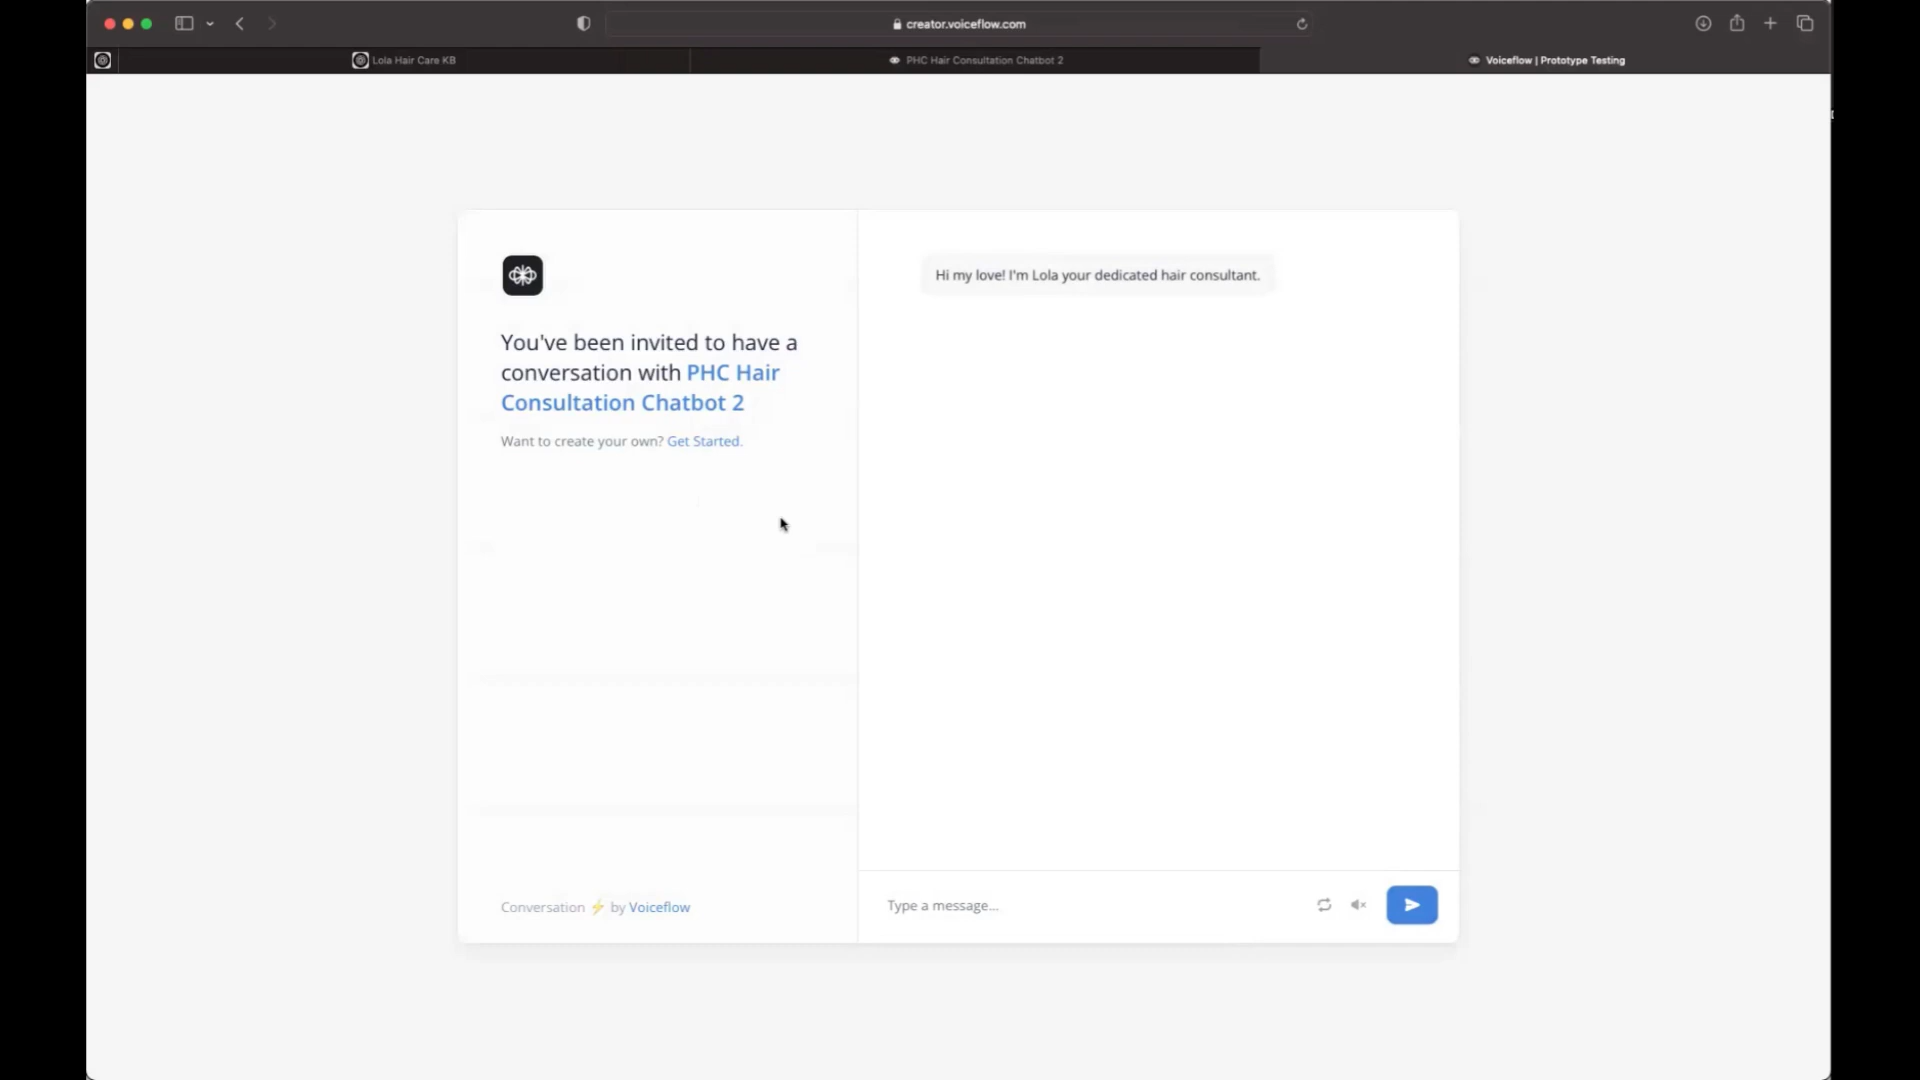 creator.voiceflow.com
Lola Hair Care KB
PHC Hair Consultation Chatbot 2
Voiceflow | Prototype Testing
You've been invited to have a
conversation with PHC Hair
Consultation Chatbot 2
Want to create your own? Get Started.
Hi my love! I'm Lola your dedicated hair consultant.
Conversation ⚡ by Voiceflow
Type a message...